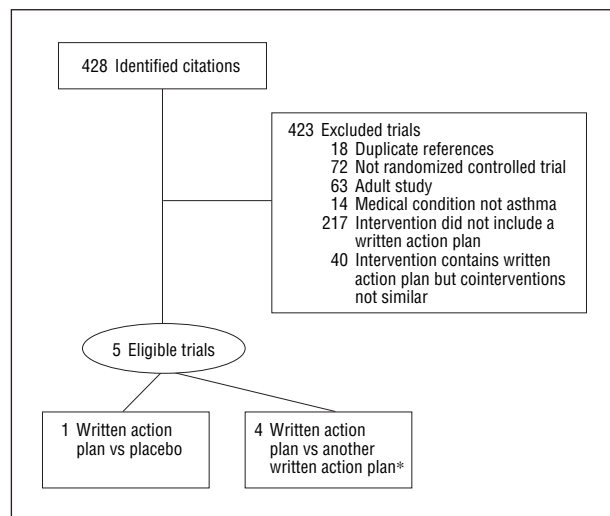 428 Identified citations
423 Excluded trials
18 Duplicate references
72 Not randomized controlled trial
63 Adult study
14 Medical condition not asthma
217 Intervention did not include a
written action plan
40 Intervention contains written
action plan but cointerventions
not similar
5 Eligible trials
1 Written action
plan vs placebo
4 Written action
plan vs another
written action plan*